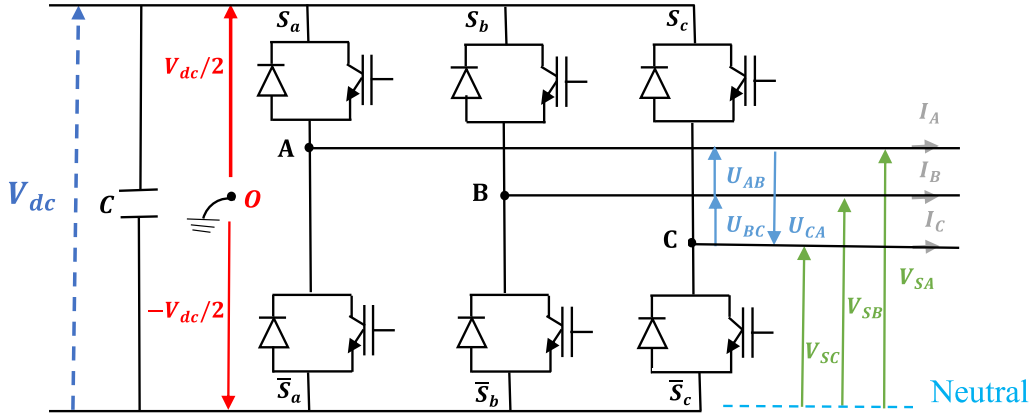 S_a S_b S_c
V_dc/2
I_A
A
U_AB
I_B
V_dc
C
O
B
I_C
U_BC
U_CA
C
V_SA
−V_dc/2
V_SB
V_SC
S̅_a S̅_b S̅_c
Neutral